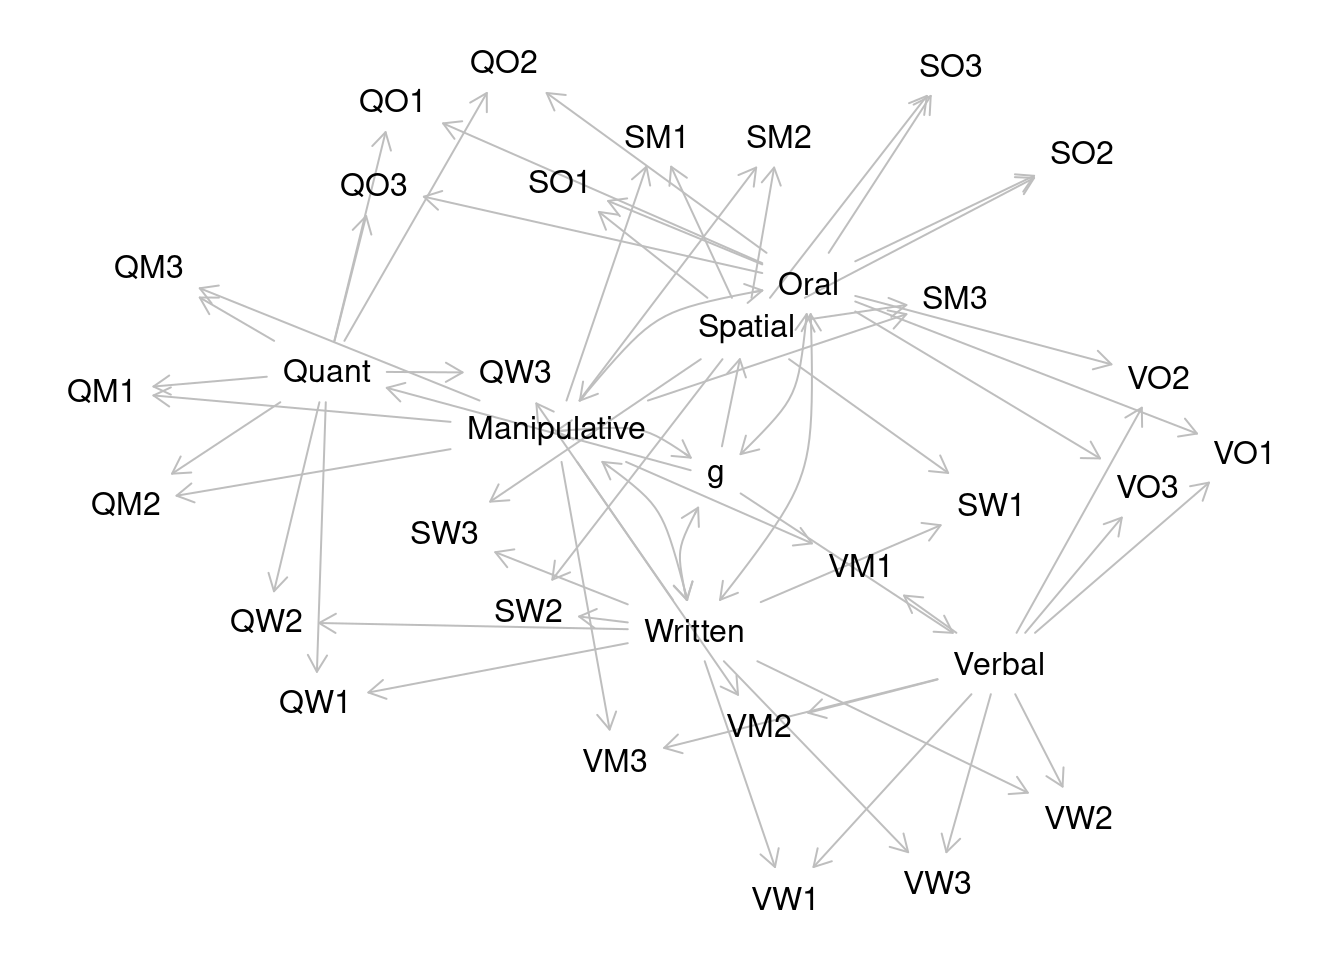 QO2
SO3
QO1
SM1
SM2
SO2
SO1
QO3
QM3
Oral
SM3
Spatial
Quant
QW3
VO2
QM1
Manipulative
VO1
g
VO3
QM2
SW1
SW3
VM1
SW2
QW2
Written
Verbal
QW1
VM2
VM3
VW2
VW3
VW1